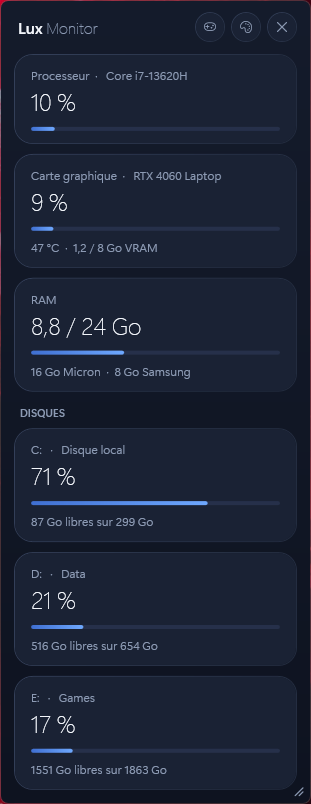 Lux Monitor
Processeur · Core i7-13620H
10 %
Carte graphique · RTX 4060 Laptop
9 %
47 °C · 1,2 / 8 Go VRAM
RAM
8,8 / 24 Go
16 Go Micron · 8 Go Samsung
DISQUES
C: · Disque local
71 %
87 Go libres sur 299 Go
D: · Data
21 %
516 Go libres sur 654 Go
E: · Games
17 %
1551 Go libres sur 1863 Go